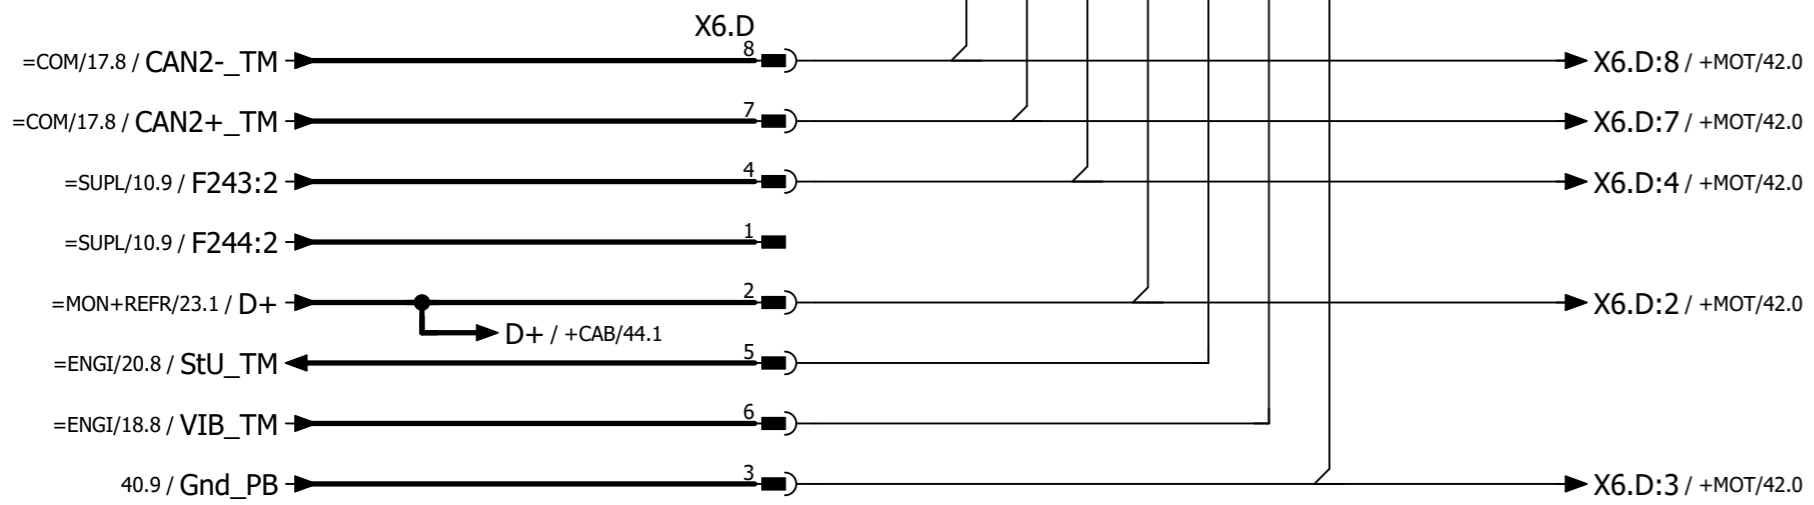 X6.D
=COM/17.8 / CAN2-_TM 8 X6.D:8 / +MOT/42.0
=COM/17.8 / CAN2+_TM 7 X6.D:7 / +MOT/42.0
=SUPL/10.9 / F243:2 4 X6.D:4 / +MOT/42.0
=SUPL/10.9 / F244:2 1
=MON+REFR/23.1 / D+ 2 X6.D:2 / +MOT/42.0
D+ / +CAB/44.1
=ENGI/20.8 / StU_TM 5
=ENGI/18.8 / VIB_TM 6
40.9 / Gnd_PB 3 X6.D:3 / +MOT/42.0